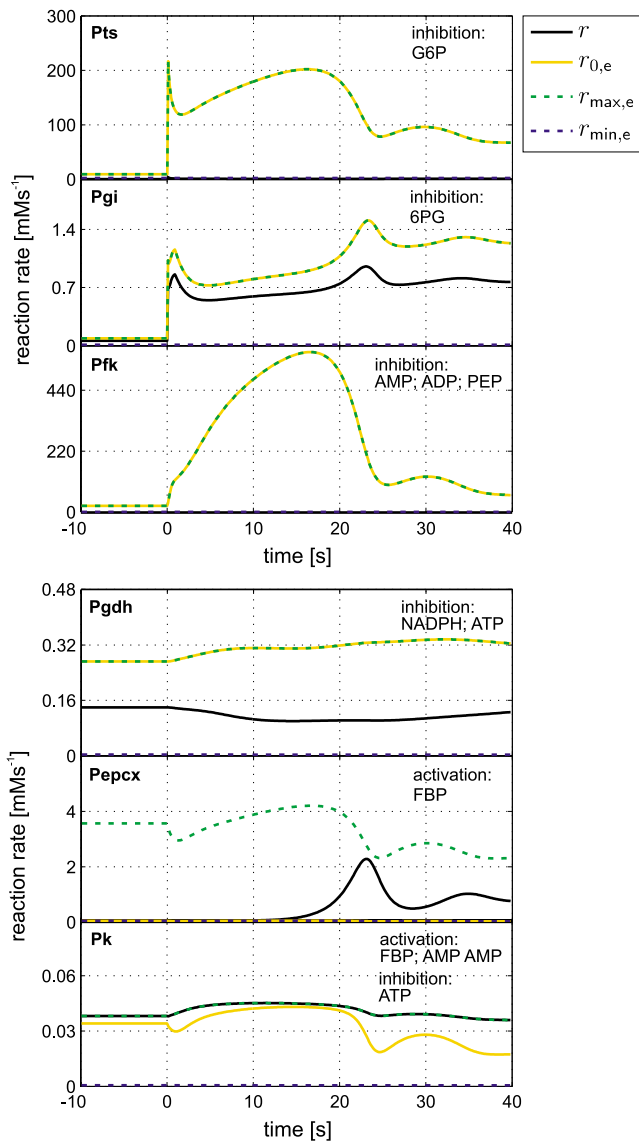 300
Pts
inhibition:
G6P
200
100
0
r
r0,e
rmax,e
rmin,e
reaction rate [mMs-1]
Pgi
inhibition:
6PG
1.4
0.7
0
Pfk
inhibition:
AMP; ADP; PEP
440
220
0
-10 0 10 20 30 40
time [s]
0.48
Pgdh
inhibition:
NADPH; ATP
0.32
0.16
0
reaction rate [mMs-1]
Pepcx
activation:
FBP
4
2
0
Pk
activation:
FBP; AMP AMP
inhibition:
ATP
0.06
0.03
0
-10 0 10 20 30 40
time [s]